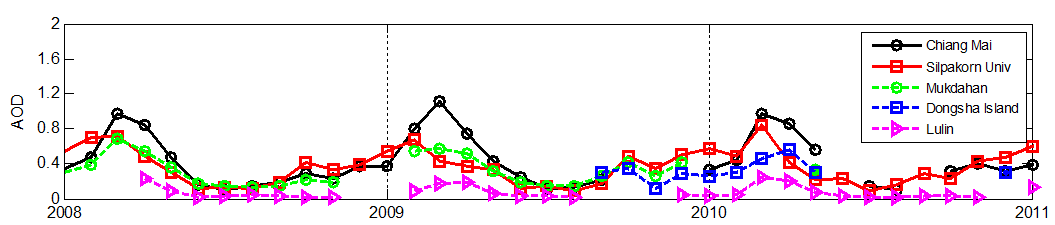 2
1.6
1.2
0.8
0.4
0
AOD
2008
2009
2010
2011
Chiang Mai
Silpakorn Univ
Mukdahan
Dongsha Island
Lulin